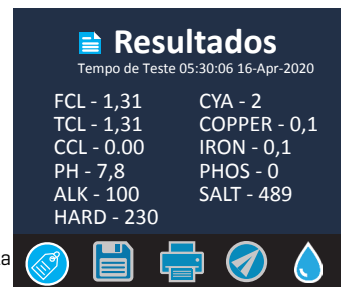 Resultados
Tempo de Teste 05:30:06 16-Apr-2020
FCL - 1,31
TCL - 1,31
CCL - 0.00
PH - 7,8
ALK - 100
HARD - 230
CYA - 2
COPPER - 0,1
IRON - 0,1
PHOS - 0
SALT - 489
a